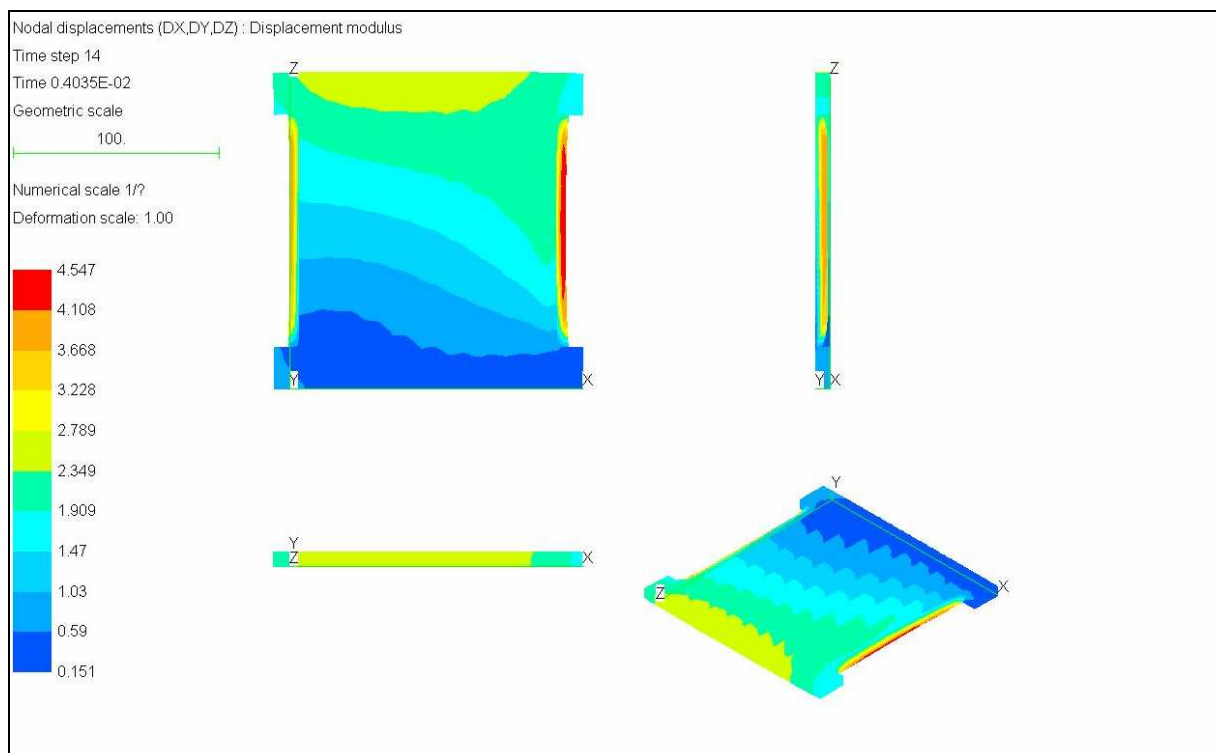 Nodal displacements (DX,DY,DZ) : Displacement modulus
Time step 14
Time 0.4035E-02
Geometric scale
100.
Numerical scale 1/?
Deformation scale: 1.00
4.547
4.108
3.668
3.228
2.789
2.349
1.909
1.47
1.03
0.59
0.151
Z
Y X
Z
Y X
Y
Z X
Y
Z X